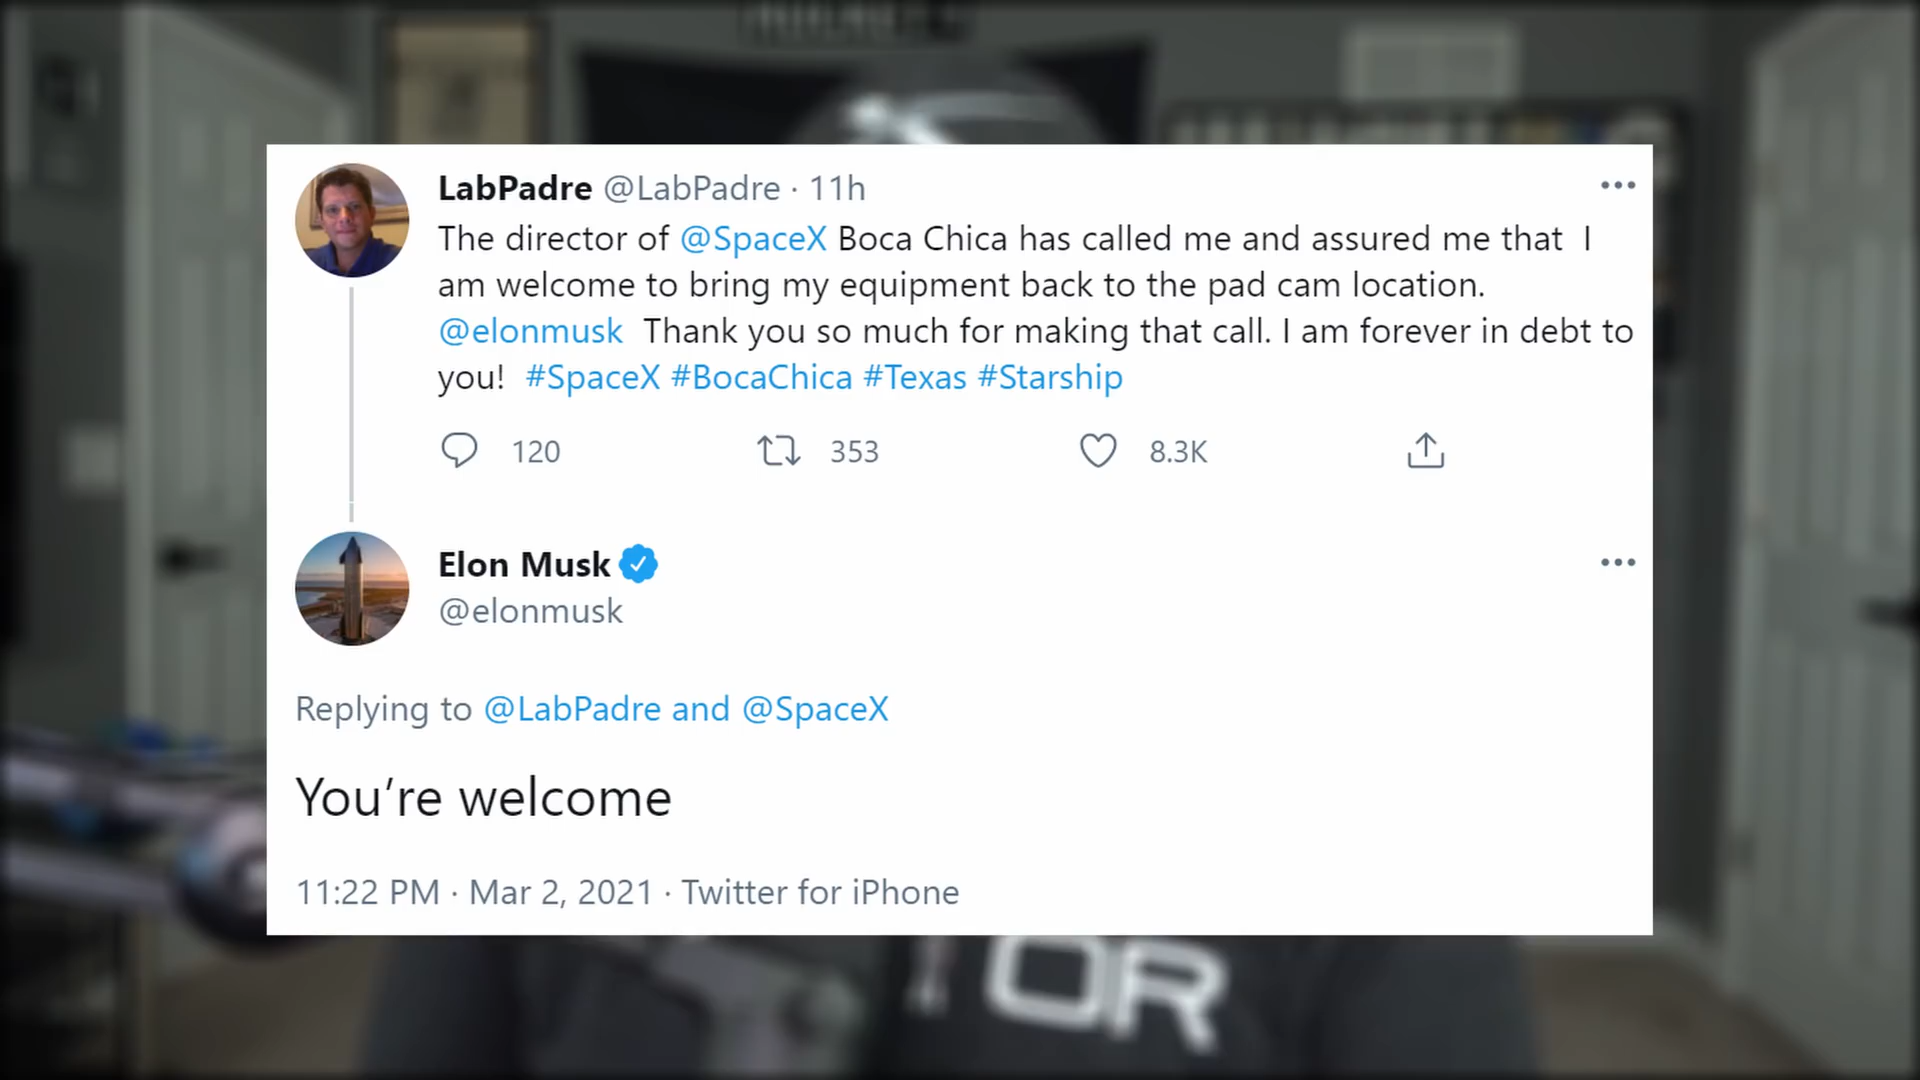 LabPadre @LabPadre · 11h
The director of @SpaceX Boca Chica has called me and assured me that I
am welcome to bring my equipment back to the pad cam location.
@elonmusk Thank you so much for making that call. I am forever in debt to
you! #SpaceX #BocaChica #Texas #Starship
120 353 8.3K
Elon Musk
@elonmusk
Replying to @LabPadre and @SpaceX
You’re welcome
11:22 PM · Mar 2, 2021 · Twitter for iPhone
OR